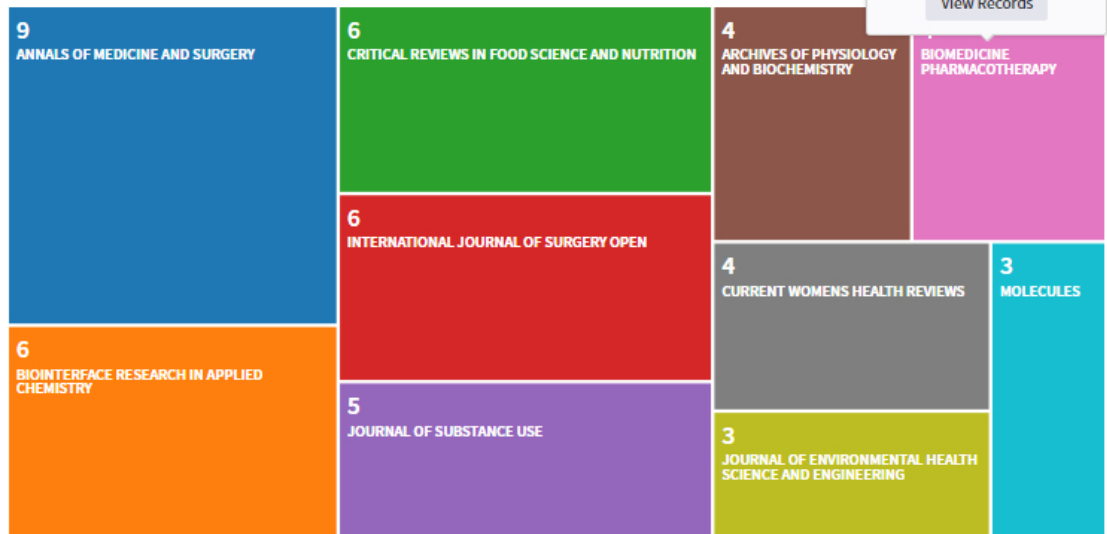 View Records
9
ANNALS OF MEDICINE AND SURGERY
6
CRITICAL REVIEWS IN FOOD SCIENCE AND NUTRITION
4
ARCHIVES OF PHYSIOLOGY
AND BIOCHEMISTRY
BIOMEDICINE
PHARMACOTHERAPY
6
INTERNATIONAL JOURNAL OF SURGERY OPEN
4
CURRENT WOMENS HEALTH REVIEWS
3
MOLECULES
6
BIOINTERFACE RESEARCH IN APPLIED
CHEMISTRY
5
JOURNAL OF SUBSTANCE USE
3
JOURNAL OF ENVIRONMENTAL HEALTH
SCIENCE AND ENGINEERING